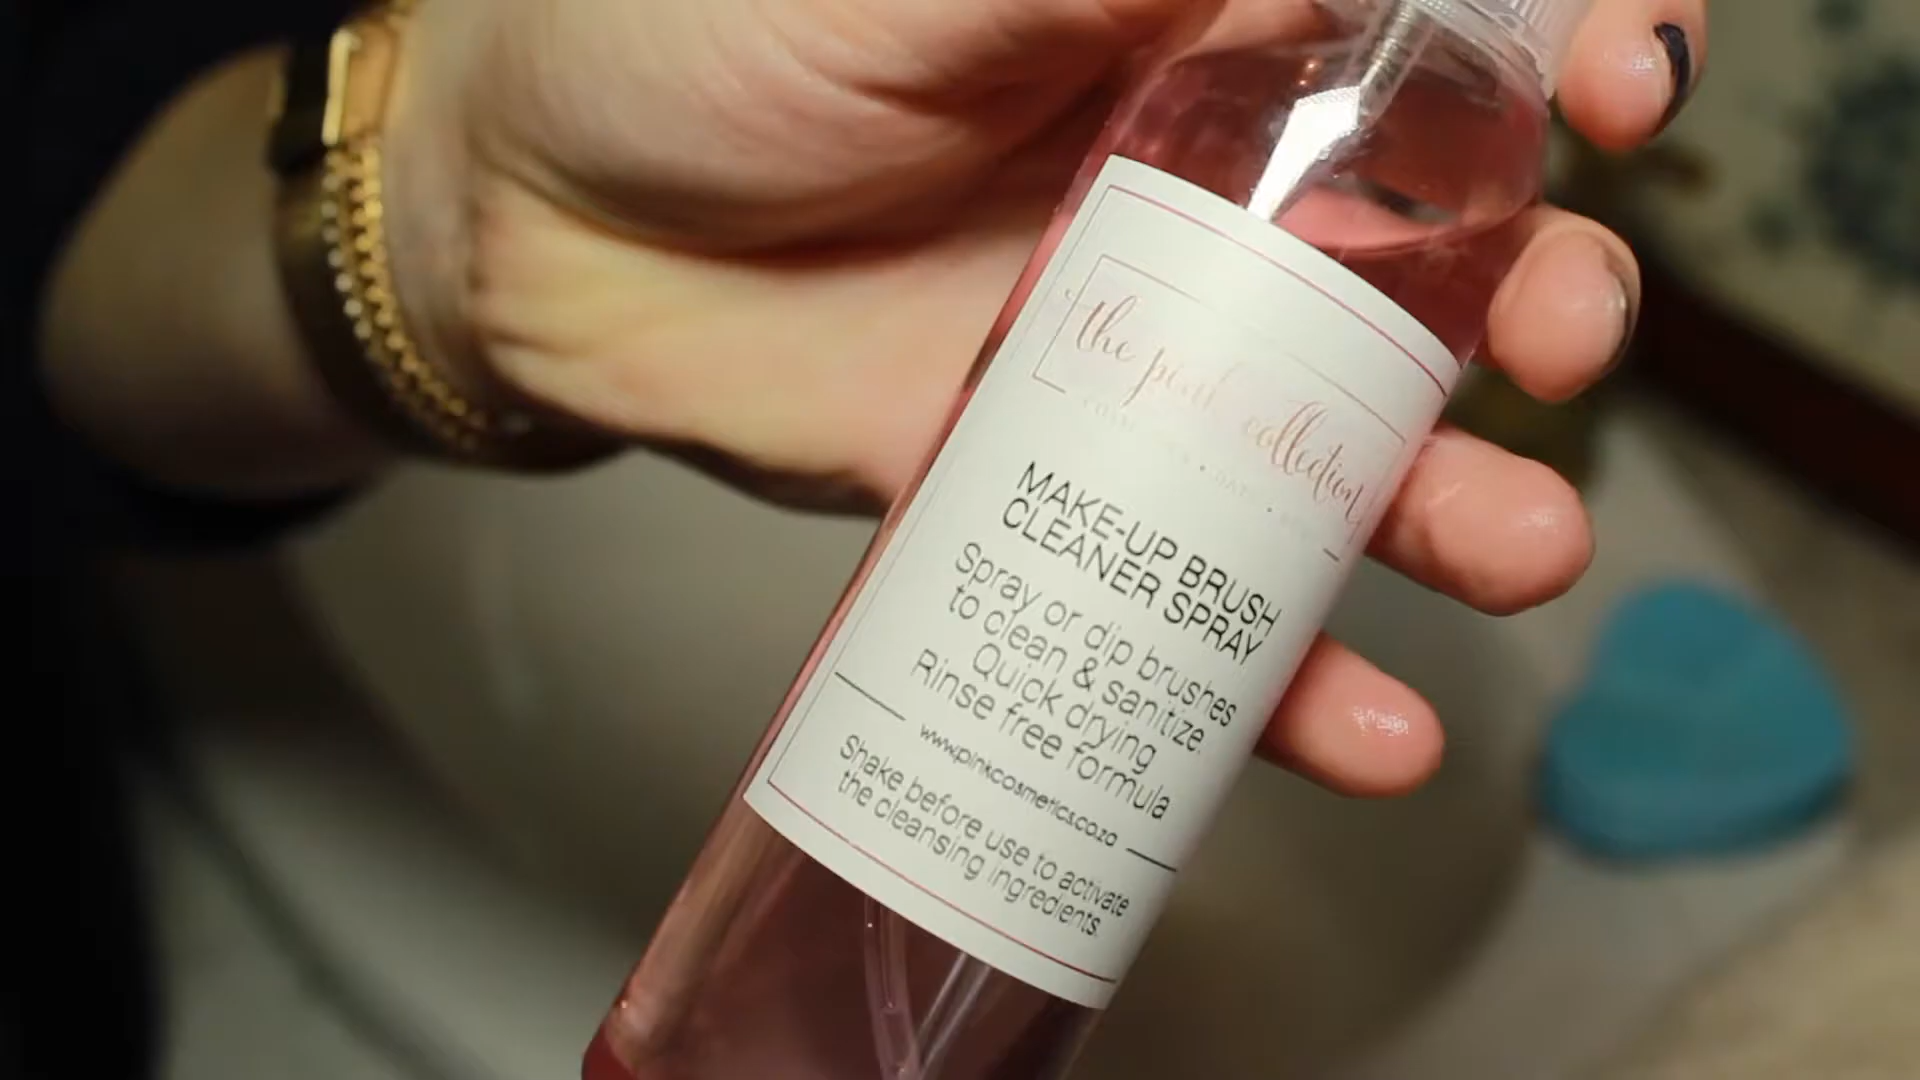 the pink collection
MAKE-UP BRUSH
CLEANER SPRAY
Spray or dip brushes
to clean & sanitize.
Quick drying
Rinse free formula
www.pinkcosmetics.co.za
Shake before use to activate
the cleansing ingredients.